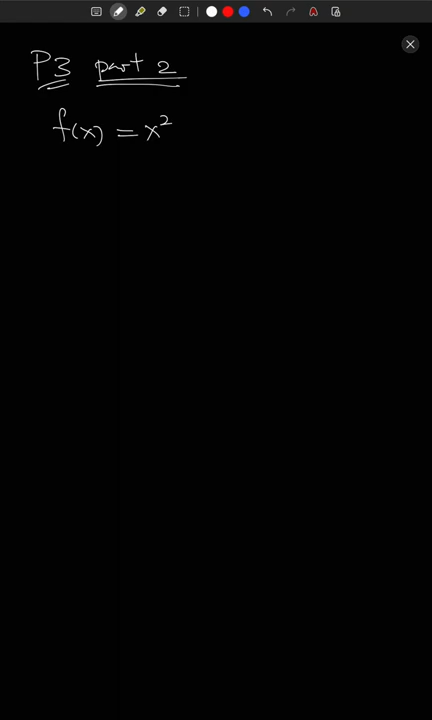 P3 part 2
f(x) = x²